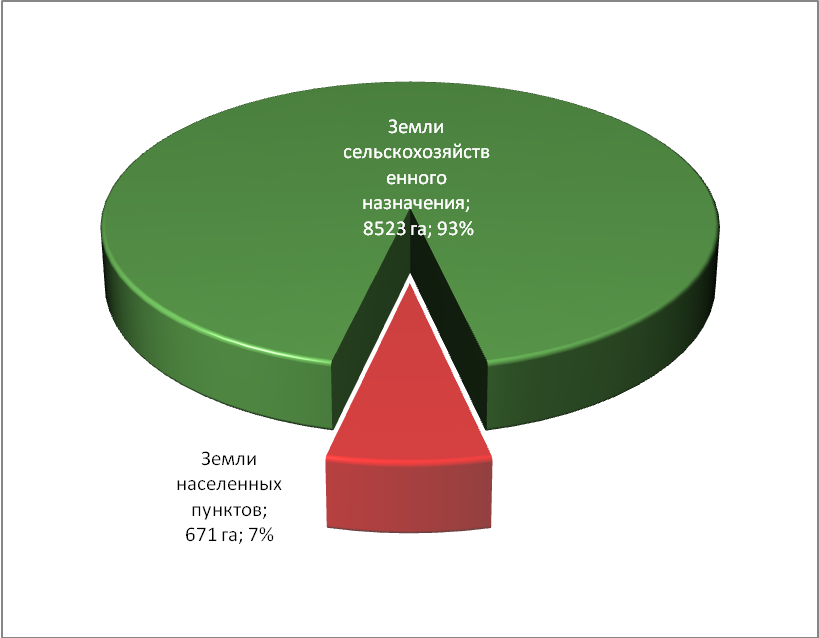 Земли
сельскохозяйств
енного
назначения;
8523 га; 93%
Земли
населенных
пунктов;
671 га; 7%